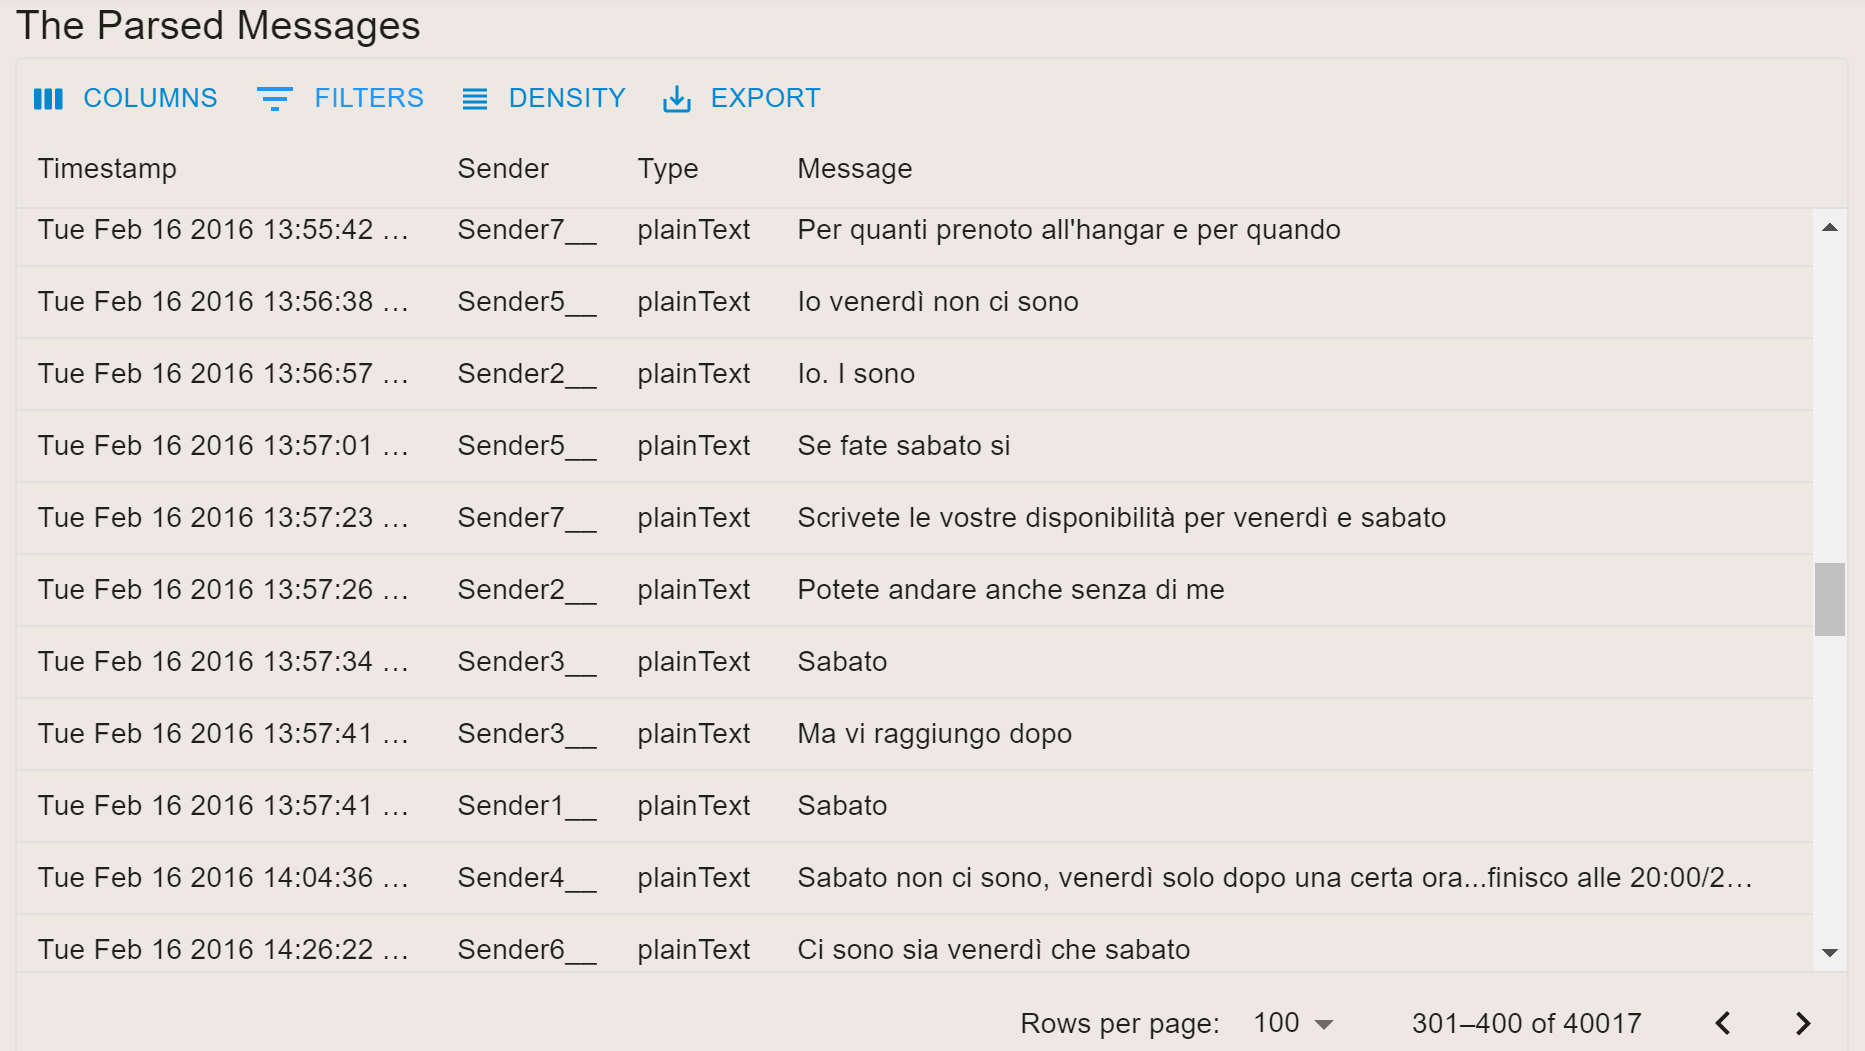 The Parsed Messages
COLUMNS FILTERS DENSITY EXPORT
Timestamp Sender Type Message
Tue Feb 16 2016 13:55:42 … Sender7__ plainText Per quanti prenoto all'hangar e per quando
Tue Feb 16 2016 13:56:38 … Sender5__ plainText Io venerdì non ci sono
Tue Feb 16 2016 13:56:57 … Sender2__ plainText Io. I sono
Tue Feb 16 2016 13:57:01 … Sender5__ plainText Se fate sabato si
Tue Feb 16 2016 13:57:23 … Sender7__ plainText Scrivete le vostre disponibilità per venerdì e sabato
Tue Feb 16 2016 13:57:26 … Sender2__ plainText Potete andare anche senza di me
Tue Feb 16 2016 13:57:34 … Sender3__ plainText Sabato
Tue Feb 16 2016 13:57:41 … Sender3__ plainText Ma vi raggiungo dopo
Tue Feb 16 2016 13:57:41 … Sender1__ plainText Sabato
Tue Feb 16 2016 14:04:36 … Sender4__ plainText Sabato non ci sono, venerdì solo dopo una certa ora...finisco alle 20:00/2…
Tue Feb 16 2016 14:26:22 … Sender6__ plainText Ci sono sia venerdì che sabato
Rows per page: 100 301–400 of 40017